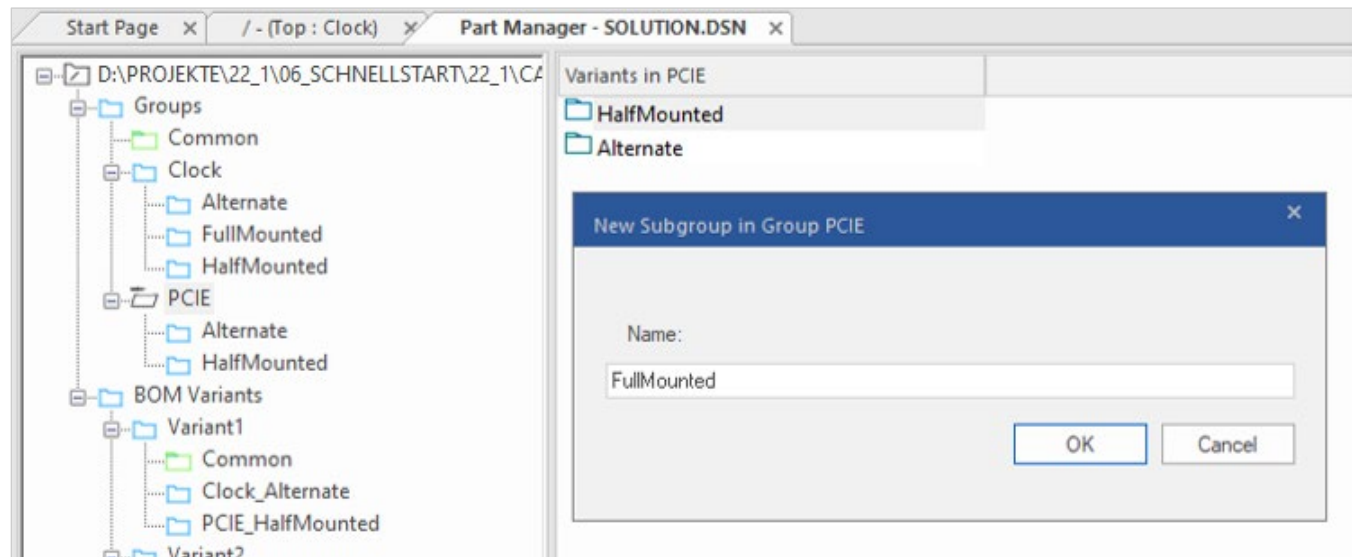 Start Page
/ - (Top : Clock)
Part Manager - SOLUTION.DSN
D:\PROJEKTE\22_1\06_SCHNELLSTART\22_1\CA
Groups
Common
Clock
Alternate
FullMounted
HalfMounted
PCIE
Alternate
HalfMounted
BOM Variants
Variant1
Common
Clock_Alternate
PCIE_HalfMounted
Variant2
Variants in PCIE
HalfMounted
Alternate
New Subgroup in Group PCIE
Name:
FullMounted
OK
Cancel